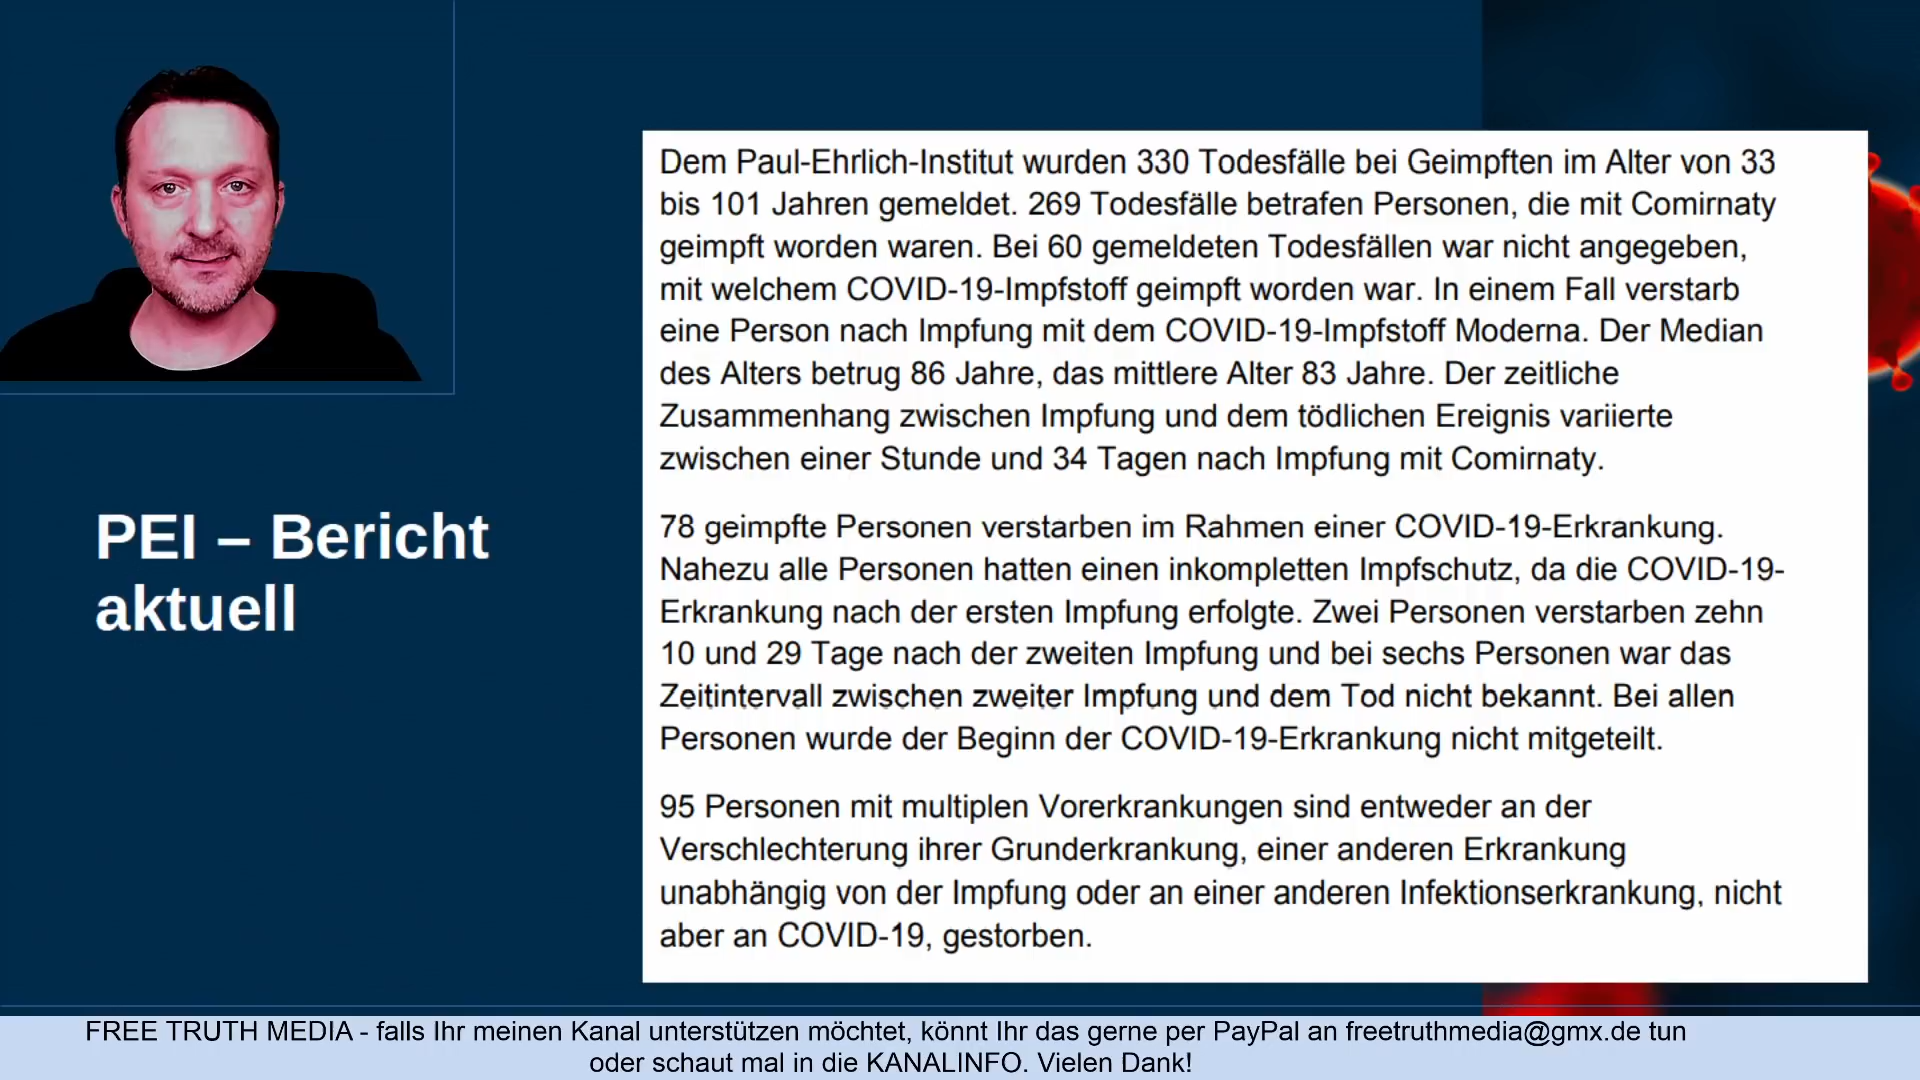 PEI – Bericht
aktuell
Dem Paul-Ehrlich-Institut wurden 330 Todesfälle bei Geimpften im Alter von 33
bis 101 Jahren gemeldet. 269 Todesfälle betrafen Personen, die mit Comirnaty
geimpft worden waren. Bei 60 gemeldeten Todesfällen war nicht angegeben,
mit welchem COVID-19-Impfstoff geimpft worden war. In einem Fall verstarb
eine Person nach Impfung mit dem COVID-19-Impfstoff Moderna. Der Median
des Alters betrug 86 Jahre, das mittlere Alter 83 Jahre. Der zeitliche
Zusammenhang zwischen Impfung und dem tödlichen Ereignis variierte
zwischen einer Stunde und 34 Tagen nach Impfung mit Comirnaty.
78 geimpfte Personen verstarben im Rahmen einer COVID-19-Erkrankung.
Nahezu alle Personen hatten einen inkompletten Impfschutz, da die COVID-19-
Erkrankung nach der ersten Impfung erfolgte. Zwei Personen verstarben zehn
10 und 29 Tage nach der zweiten Impfung und bei sechs Personen war das
Zeitintervall zwischen zweiter Impfung und dem Tod nicht bekannt. Bei allen
Personen wurde der Beginn der COVID-19-Erkrankung nicht mitgeteilt.
95 Personen mit multiplen Vorerkrankungen sind entweder an der
Verschlechterung ihrer Grunderkrankung, einer anderen Erkrankung
unabhängig von der Impfung oder an einer anderen Infektionserkrankung, nicht
aber an COVID-19, gestorben.
FREE TRUTH MEDIA - falls Ihr meinen Kanal unterstützen möchtet, könnt Ihr das gerne per PayPal an freetruthmedia@gmx.de tun
oder schaut mal in die KANALINFO. Vielen Dank!